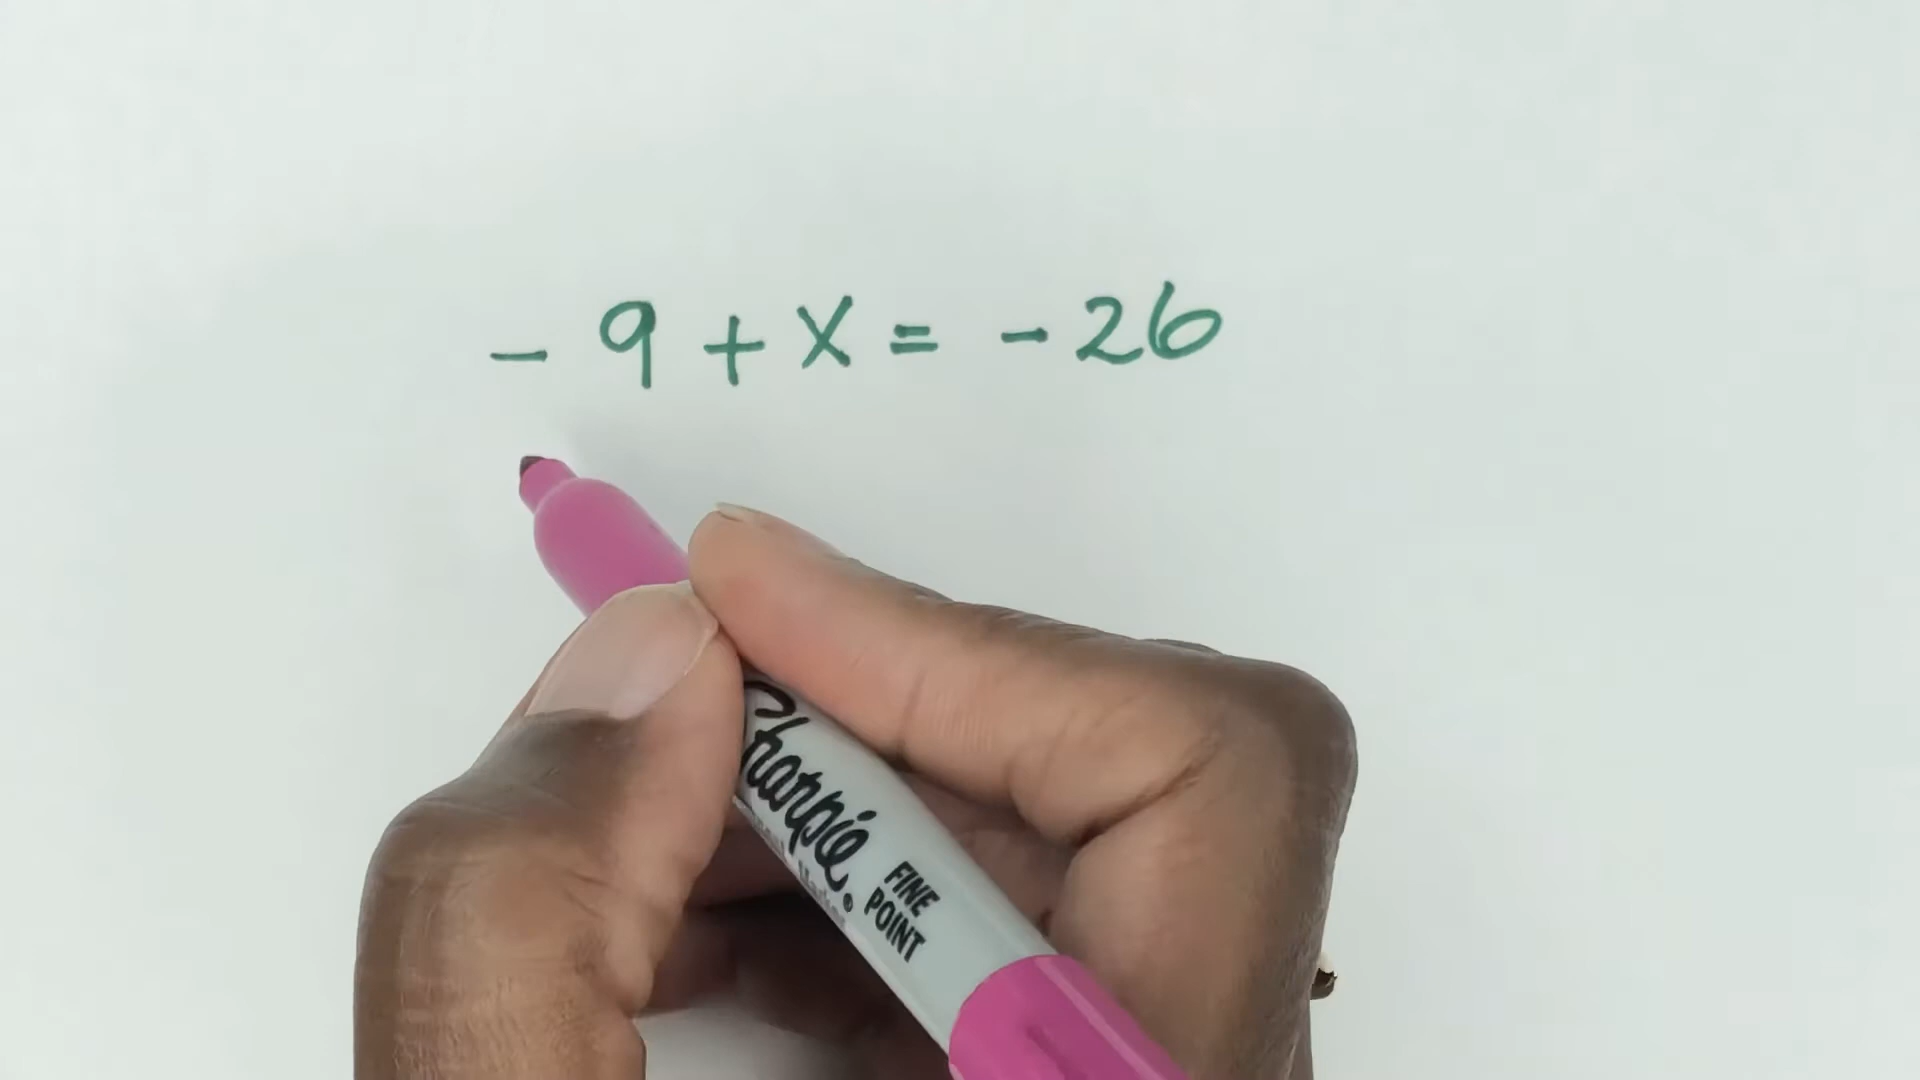 - 9 + x = - 26
Sharpie.®
FINE
POINT